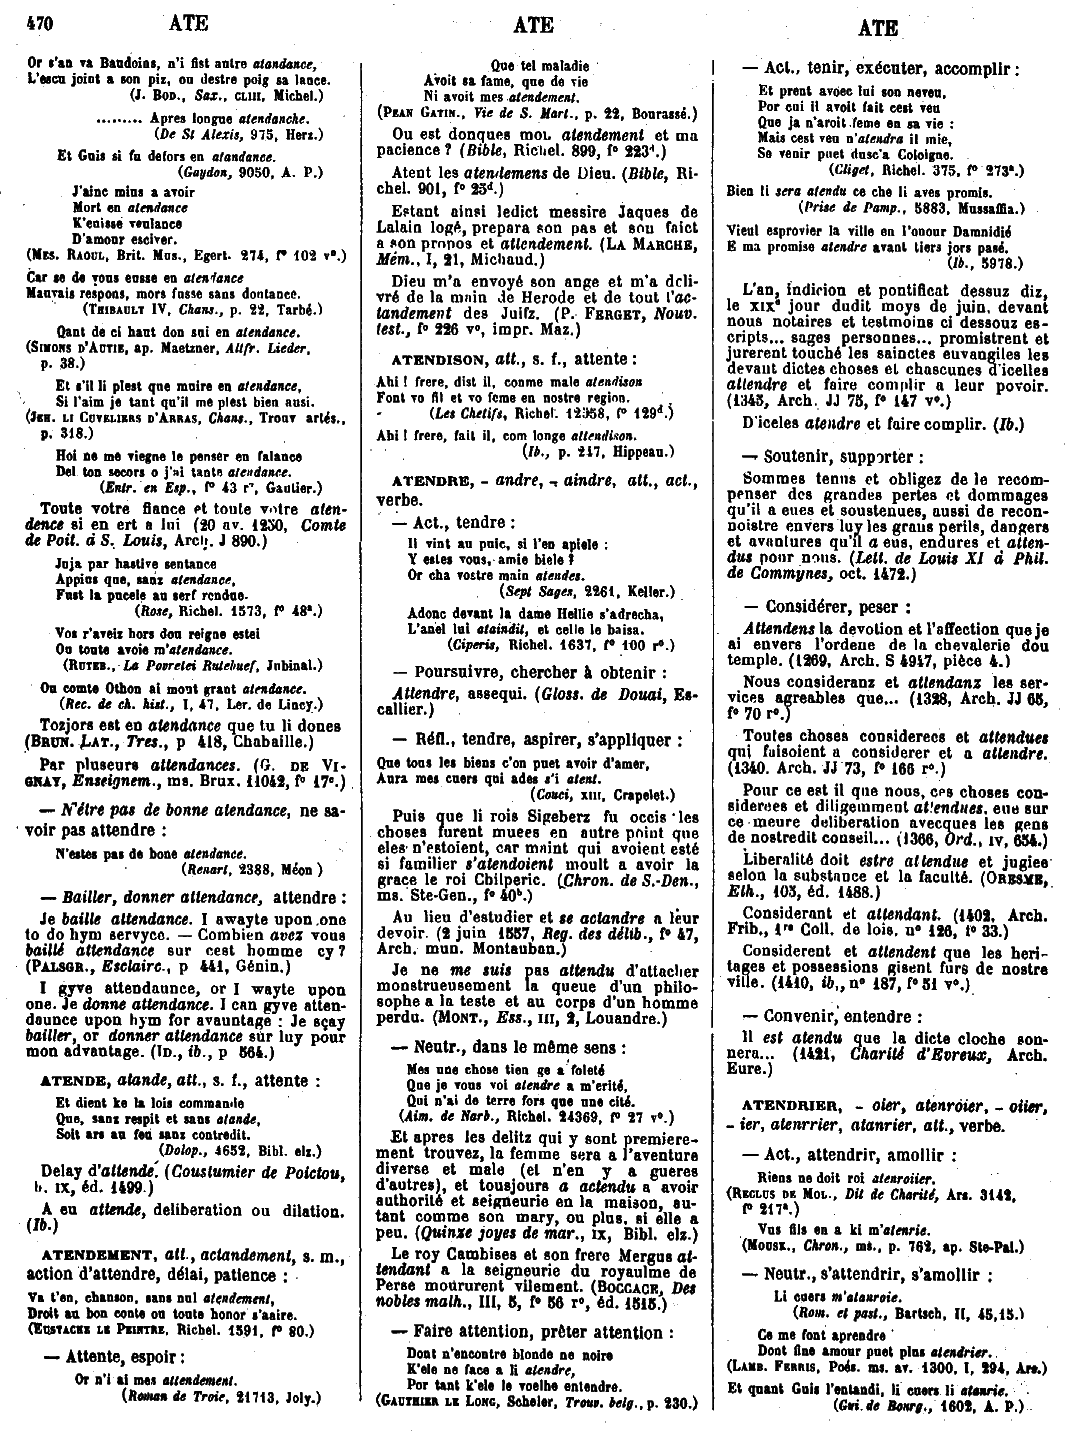 470 ATE ATE ATE
Or s'an va Baudoins, n'i fist autre atandance,
L'escu joint a son piz, ou destre poig sa lance.
(J. BOD., Sax., CLIII, Michel.)
......... Apres longue atendanche.
(De St Alexis, 975, Herz.)
Et Guis si fu defors en atandance.
(Gaydon, 9050, A. P.)
J'ainc mius a avoir
Mort en atendance
K'euissé voulance
D'amour esciver.
(MES. RAOUL, Brit. Mus., Egert. 274, f° 102 v°.)
Car se de vous eusse en atendance
Mauvais respons, mors fusse sans doutance.
(THIBAULT IV, Chans., p. 22, Tarbé.)
Qant de ci haut don sui en atendance.
(SIMONS D'AUTIE, ap. Maetzner, Altfr. Lieder,
p. 38.)
Et s'il li plest que muire en atendance,
Si l'aim je tant qu'il me plest bien ausi.
(JEH. LI CUVELIERS D'ARRAS, Chans., Trouv artés.,
p. 318.)
Hoi ne me viegne le penser en falance
Del ton secors o j'ai tante atendance.
(Entr. en Esp., f° 43 r°, Gautier.)
Toute votre fiance et toute votre aten-
dence si en ert a lui (20 av. 1250, Comte
de Poit. à S. Louis, Arch. J 890.)
Juja par hastive sentance
Appius que, sanz atendance,
Fust la pucele au serf rendue.
(Rose, Richel. 1573, f° 48ª.)
Vos r'aveiz hors dou reigne estei
Ou toute avoie m'atendance.
(RUTEB., La Povretei Rutebuef, Jubinal.)
Ou comte Othon ai mout grant atendance.
(Rec. de ch. hist., I, 47, Ler. de Lincy.)
Tozjors est en atendance que tu li dones
(BRUN. LAT., Tres., p 418, Chabaille.)
Par pluseurs attendances. (G. DE VI-
GNAY, Enseignem., ms. Brux. 11042, f° 17ᵉ.)
— N'être pas de bonne atendance, ne sa-
voir pas attendre :
N'estes pas de bone atendance.
(Renart, 2388, Méon )
— Bailler, donner attendance, attendre :
Je baille attendance. I awayte upon one
to do hym servyce. — Combien avez vous
baillé attendance sur cest homme cy ?
(PALSGR., Esclairc., p 441, Génin.)
I gyve attendaunce, or I wayte upon
one. Je donne attendance. I can gyve atten-
daunce upon hym for avauntage : Je sçay
bailler, or donner attendance sur luy pour
mon advantage. (ID., ib., p 564.)
ATENDE, atande, att., s. f., attente :
Et dient ke la lois commande
Que, sanz respit et sans atande,
Soit ars au feu sanz contredit.
(Dolop., 4652, Bibl. elz.)
Delay d'attende. (Coustumier de Poictou,
b. IX, éd. 1499.)
A eu attende, deliberation ou dilation.
(Ib.)
ATENDEMENT, att., actandement, s. m.,
action d'attendre, délai, patience :
Va t'en, chanson, sans nul atendement,
Droit au bon conte ou toute honor s'aaire.
(EUSTACHE LE PEINTRE, Richel. 1591, f° 80.)
— Attente, espoir :
Or n'i ai mes attendement.
(Roman de Troie, 21713, Joly.)
Que tel maladie
Avoit sa fame, que de vie
Ni avoit mes atendement.
(PEAN GATIN., Vie de S. Mart., p. 22, Bourassé.)
Ou est donques mon atendement et ma
pacience ? (Bible, Richel. 899, f° 223ᵈ.)
Atent les atendemens de Dieu. (Bible, Ri-
chel. 901, f° 25ᵈ.)
Estant ainsi ledict messire Jaques de
Lalain logé, prepara son pas et son faict
a son propos et attendement. (LA MARCHE,
Mém., I, 21, Michaud.)
Dieu m'a envoyé son ange et m'a deli-
vré de la main de Herode et de tout l'ac-
tandement des Juifz. (P. FERGET, Nouv.
test., f° 226 v°, impr. Maz.)
ATENDISON, att., s. f., attente :
Ahi ! frere, dist il, conme male atendison
Font vo fil et vo feme en nostre region.
(Les Chetifs, Richel. 12558, f° 129ᵈ.)
Ahi ! frere, fait il, com longe attendison.
(Ib., p. 217, Hippeau.)
ATENDRE, - andre, - aindre, att., act.,
verbe.
— Act., tendre :
Il vint au puic, si l'en apiele :
Y estes vous, amie biele ?
Or cha vostre main atendes.
(Sept Sages, 2261, Keller.)
Adonc devant la dame Hellie s'adrecha,
L'anel lui ataindit, et celle le baisa.
(Ciperis, Richel. 1637, f° 100 r°.)
— Poursuivre, chercher à obtenir :
Attendre, assequi. (Gloss. de Douai, Es-
callier.)
— Réfl., tendre, aspirer, s'appliquer :
Que tous les biens c'on puet avoir d'amer,
Aura mes cuers qui ades s'i atent.
(Couci, XIII, Crapelet.)
Puis que li rois Sigeberz fu occis les
choses furent muees en autre point que
eles n'estoient, car maint qui avoient esté
si familier s'atendoient moult a avoir la
grace le roi Chilperic. (Chron. de S.-Den.,
ms. Ste-Gen., f° 40ᵇ.)
Au lieu d'estudier et se actandre a leur
devoir. (2 juin 1557, Reg. des délib., f° 47,
Arch. mun. Montauban.)
Je ne me suis pas attendu d'attacher
monstrueusement la queue d'un philo-
sophe a la teste et au corps d'un homme
perdu. (MONT., Ess., III, 2, Louandre.)
— Neutr., dans le même sens :
Mes une chose tien ge a foleté
Que je vous voi atendre a m'erité,
Qui n'ai de terre fors que une cité.
(Aim. de Narb., Richel. 24369, f° 27 v°.)
Et apres les delitz qui y sont premiere-
ment trouvez, la femme sera a l'aventure
diverse et male (et n'en y a gueres
d'autres), et tousjours a actendu a avoir
authorité et seigneurie en la maison, au-
tant comme son mary, ou plus, si elle a
peu. (Quinze joyes de mar., IX, Bibl. elz.)
Le roy Cambises et son frere Mergus at-
tendant a la seigneurie du royaulme de
Perse moururent vilement. (BOCCACE, Des
nobles malh., III, 5, f° 56 r°, éd. 1515.)
— Faire attention, prêter attention :
Dont n'encontre blonde ne noire
K'ele ne face a li atendre,
Por tant k'ele le voelhe entendre.
(GAUTHIER LE LONG, Scheler, Trouv. belg., p. 230.)
— Act., tenir, exécuter, accomplir :
Et prent avoec lui son neveu,
Por cui il avoit fait cest veu
Que ja n'aroit feme en sa vie :
Mais cest veu n'atendra il mie,
Se venir puet dusc'a Coloigne.
(Cliget, Richel. 375, f° 273ª.)
Bien li sera atendu ce che li aves promis.
(Prise de Pamp., 5883, Mussaffia.)
Vieul esprovier la ville en l'onour Damnidié
E ma promise atendre avant tiers jors pasé.
(Ib., 5978.)
L'an, indicion et pontificat dessuz diz,
le XIXᵉ jour dudit moys de juin, devant
nous notaires et testmoins ci dessouz es-
cripts... sages personnes... promistrent et
jurerent touché les sainctes euvangiles les
devant dictes choses et chascunes d'icelles
attendre et faire complir a leur povoir.
(1345, Arch. JJ 75, f° 147 v°.)
D'iceles atendre et faire complir. (Ib.)
— Soutenir, supporter :
Sommes tenus et obligez de le recom-
penser des grandes pertes et dommages
qu'il a eues et soustenues, aussi de recon-
noistre envers luy les grans perils, dangers
et avantures qu'il a eus, endures et atten-
dus pour nous. (Lett. de Louis XI à Phil.
de Commynes, oct. 1472.)
— Considérer, peser :
Attendens la devotion et l'affection que je
ai envers l'ordene de la chevalerie dou
temple. (1269, Arch. S 4947, pièce 4.)
Nous consideranz et attendanz les ser-
vices agreables que... (1328, Arch. JJ 65,
f° 70 r°.)
Toutes choses considerees et attendues
qui faisoient a considerer et a attendre.
(1340. Arch. JJ 73, f° 166 r°.)
Pour ce est il que nous, ces choses con-
siderees et diligemment attendues, eue sur
ce meure deliberation avecques les gens
de nostredit conseil... (1366, Ord., IV, 654.)
Liberalité doit estre attendue et jugiee
selon la substance et la faculté. (ORESME,
Eth., 103, éd. 1488.)
Considerant et attendant. (1402, Arch.
Frib., 1ʳᵉ Coll. de lois, n° 126, f° 33.)
Considerent et attendent que les heri-
tages et possessions gisent furs de nostre
ville. (1410, ib., n° 187, f° 51 v°.)
— Convenir, entendre :
Il est atendu que la dicte cloche son-
nera... (1421, Charité d'Evreux, Arch.
Eure.)
ATENDRIER, - oier, atenroier, - oiier,
- ier, atenrrier, atanrier, att., verbe.
— Act., attendrir, amollir :
Riens ne doit roi atenroiier.
(RECLUS DE MOL., Dit de Charité, Ars. 3142,
f° 217ª.)
Vus fils en a ki m'atenrie.
(MOUSK., Chron., ms., p. 762, ap. Ste-Pal.)
— Neutr., s'attendrir, s'amollir :
Li cuers m'atanroie.
(Rom. et past., Bartsch, II, 45,15.)
Ce me font aprendre
Dont fine amour puet plus atendrier.
(LAMB. FERRIS, Poés. ms. av. 1300, I, 294, Ars.)
Et quant Guis l'entandi, li cuers li atanrie.
(Gui de Bourg., 1602, A. P.)